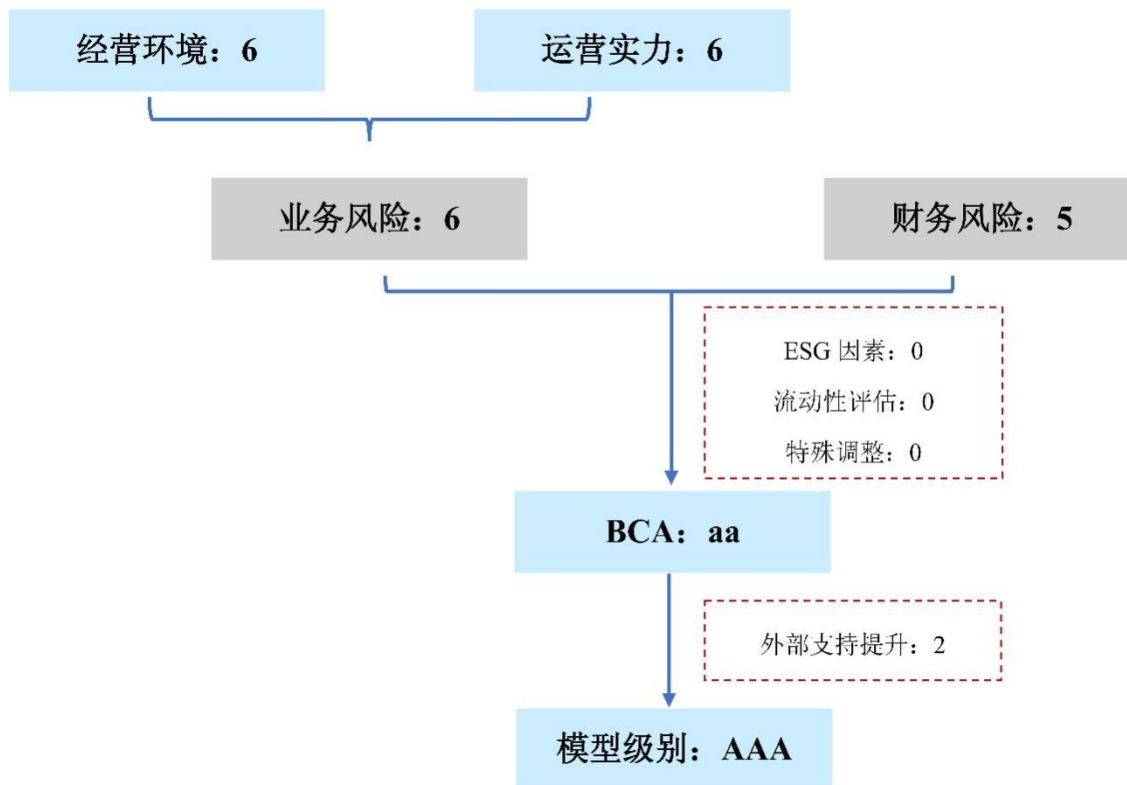 经营环境：6
运营实力：6
业务风险：6
财务风险：5
ESG 因素：0
流动性评估：0
特殊调整：0
BCA：aa
外部支持提升：2
模型级别：AAA